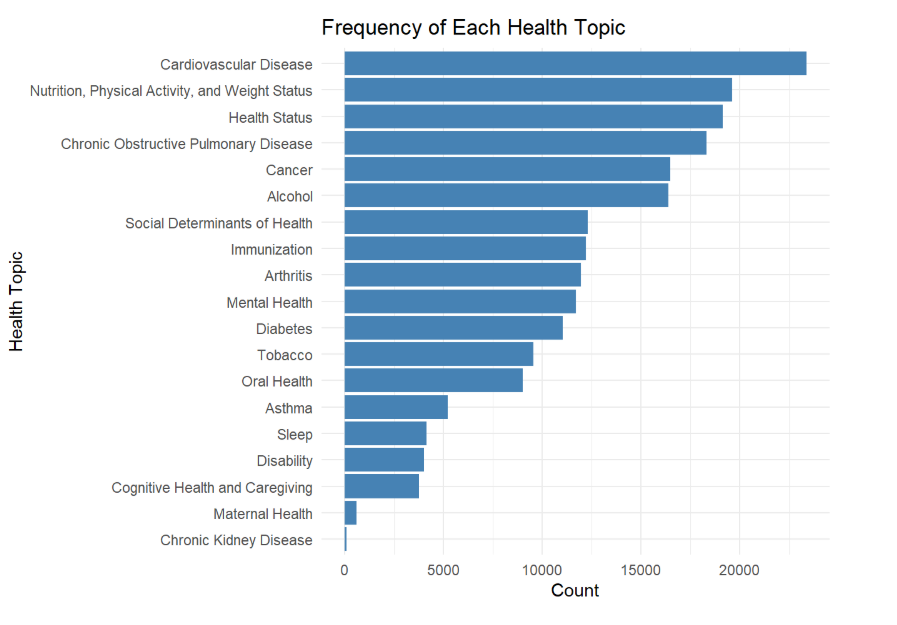 Frequency of Each Health Topic
Health Topic
Cardiovascular Disease
Nutrition, Physical Activity, and Weight Status
Health Status
Chronic Obstructive Pulmonary Disease
Cancer
Alcohol
Social Determinants of Health
Immunization
Arthritis
Mental Health
Diabetes
Tobacco
Oral Health
Asthma
Sleep
Disability
Cognitive Health and Caregiving
Maternal Health
Chronic Kidney Disease
0 5000 10000 15000 20000
Count